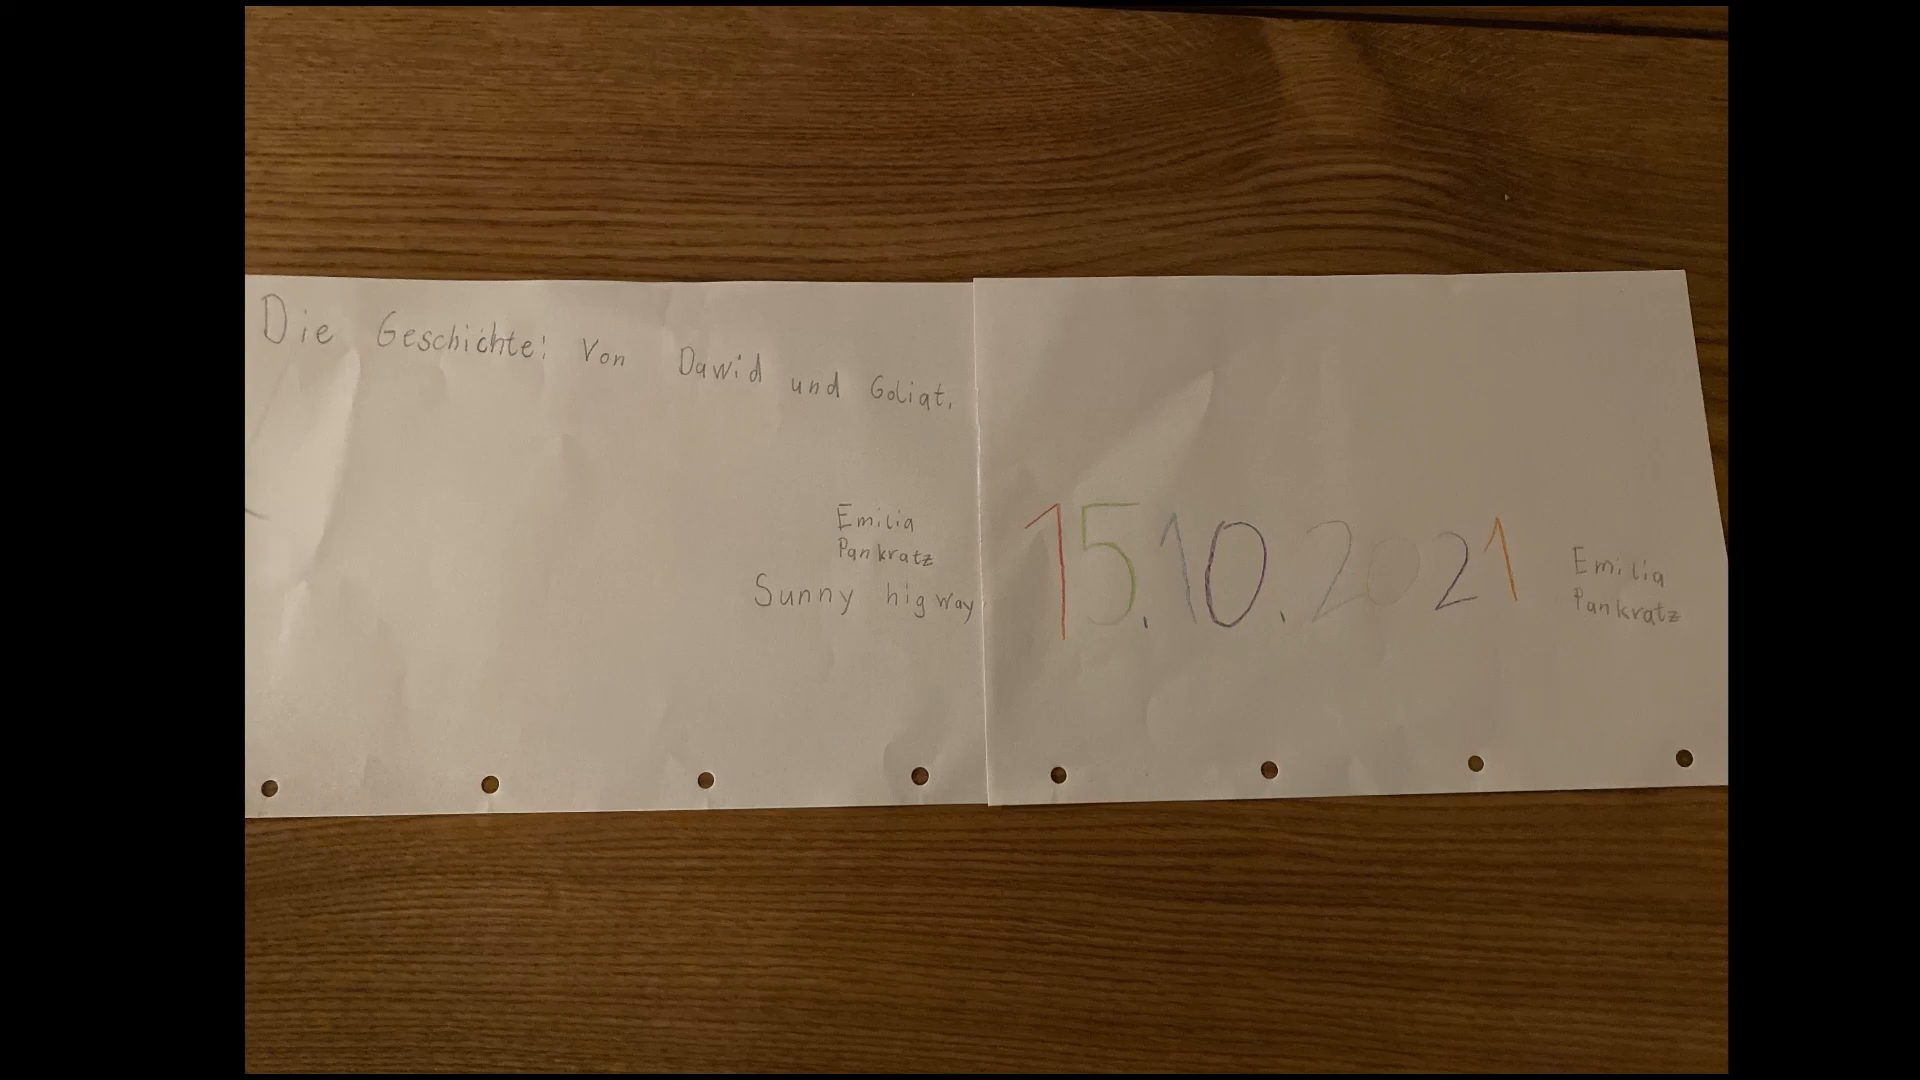 Die Geschichte: Von Dawid und Goliat.
Emilia
Pankratz
Sunny higway
15.10.2021
Emilia
Pankratz